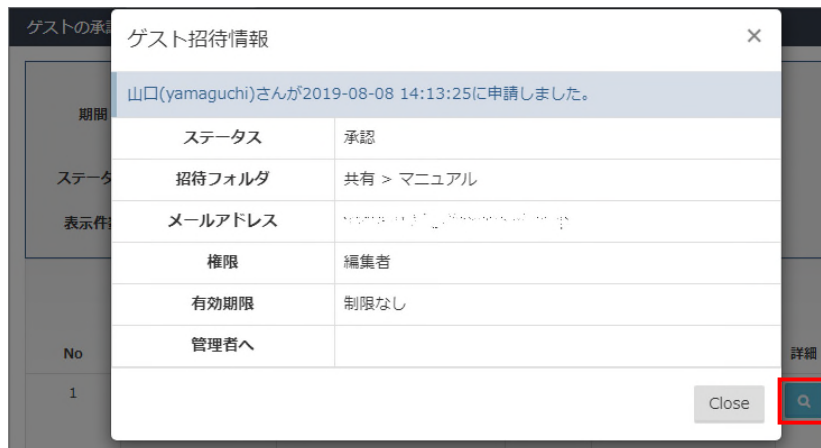 ゲストの承
ゲスト招待情報
×
山口(yamaguchi)さんが2019-08-08 14:13:25に申請しました。
期間
ステータス 承認
ステータ
招待フォルダ 共有 > マニュアル
表示件
メールアドレス
権限 編集者
有効期限 制限なし
管理者へ
No 詳細
1
Close